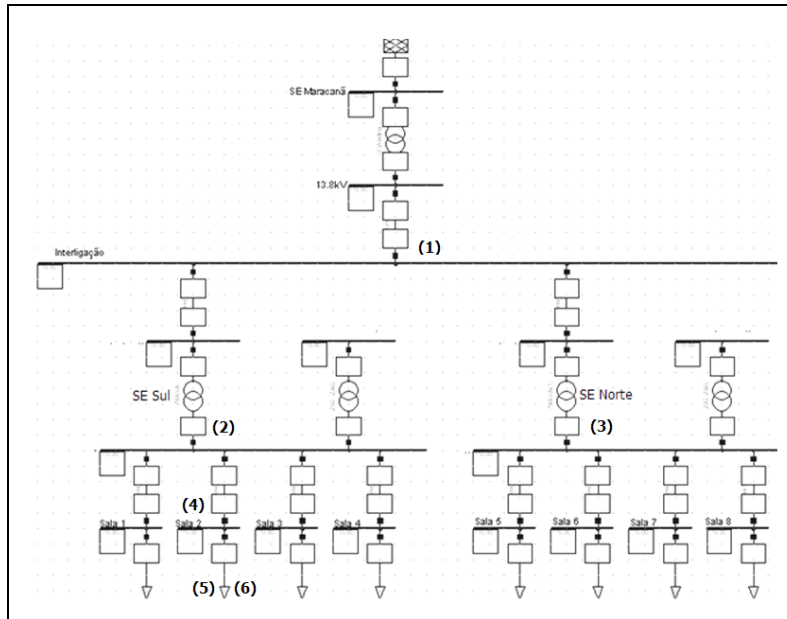 SE Maracanã
13.8kV
(1)
Interligação
SE Sul
SE Norte
(2)
(3)
(4)
Sala 1
Sala 2
Sala 3
Sala 4
Sala 5
Sala 6
Sala 7
Sala 8
(5)
(6)